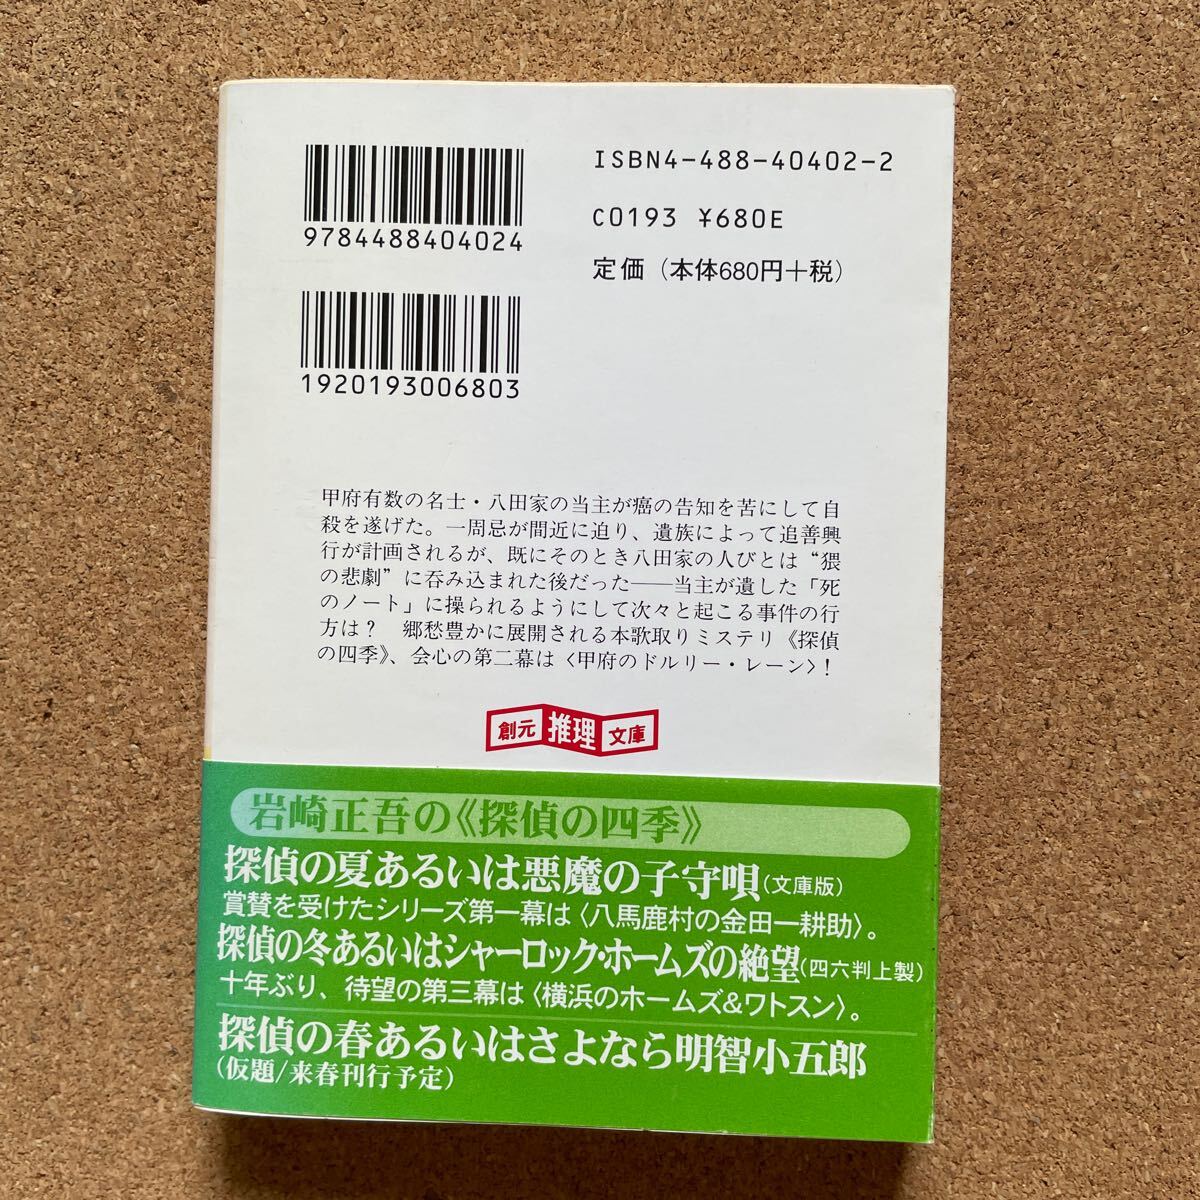 9784488404024
1920193006803
ISBN4-488-40402-2
C0193 ¥680E
定価（本体680円＋税）
甲府有数の名士・八田家の当主が癌の告知を苦にして自
殺を遂げた。一周忌が間近に迫り、遺族によって追善興
行が計画されるが、既にそのとき八田家の人びとは“猥
の悲劇”に呑み込まれた後だった――当主が遺した「死
のノート」に操られるようにして次々と起こる事件の行
方は？　郷愁豊かに展開される本歌取りミステリ《探偵
の四季》、会心の第二幕は〈甲府のドルリー・レーン〉！
創元推理文庫
岩崎正吾の《探偵の四季》
探偵の夏あるいは悪魔の子守唄（文庫版）
賞賛を受けたシリーズ第一幕は〈八馬鹿村の金田一耕助〉。
探偵の冬あるいはシャーロック・ホームズの絶望（四六判上製）
十年ぶり、待望の第三幕は〈横浜のホームズ&ワトスン〉。
探偵の春あるいはさよなら明智小五郎
（仮題/来春刊行予定）